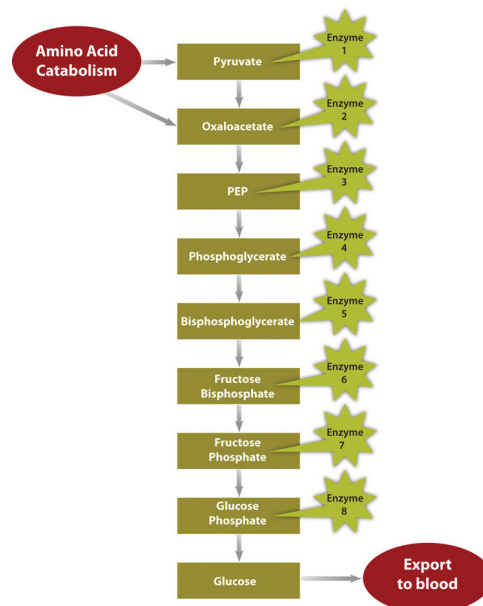 Amino Acid
Catabolism
Pyruvate
Enzyme
1
Oxaloacetate
Enzyme
2
PEP
Enzyme
3
Phosphoglycerate
Enzyme
4
Bisphosphoglycerate
Enzyme
5
Fructose
Bisphosphate
Enzyme
6
Fructose
Phosphate
Enzyme
7
Glucose
Phosphate
Enzyme
8
Glucose
Export
to blood